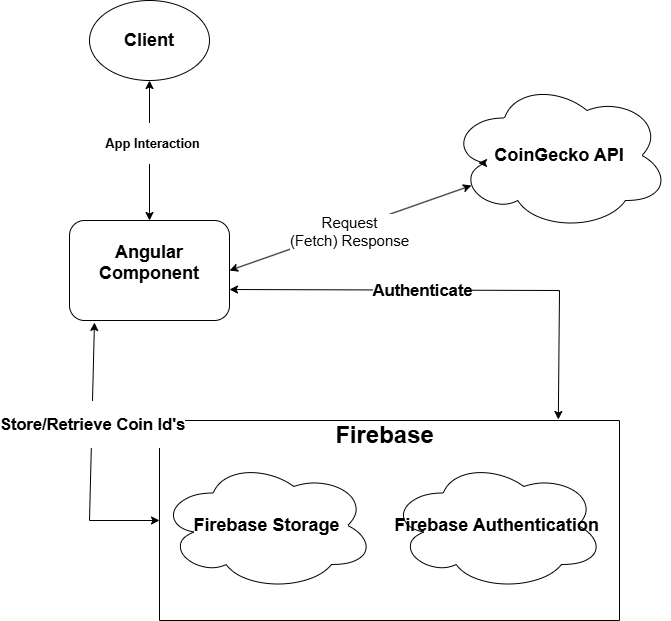 Client
App Interaction
CoinGecko API
Angular
Component
Request
(Fetch) Response
Authenticate
Store/Retrieve Coin Id's
Firebase
Firebase Storage
Firebase Authentication